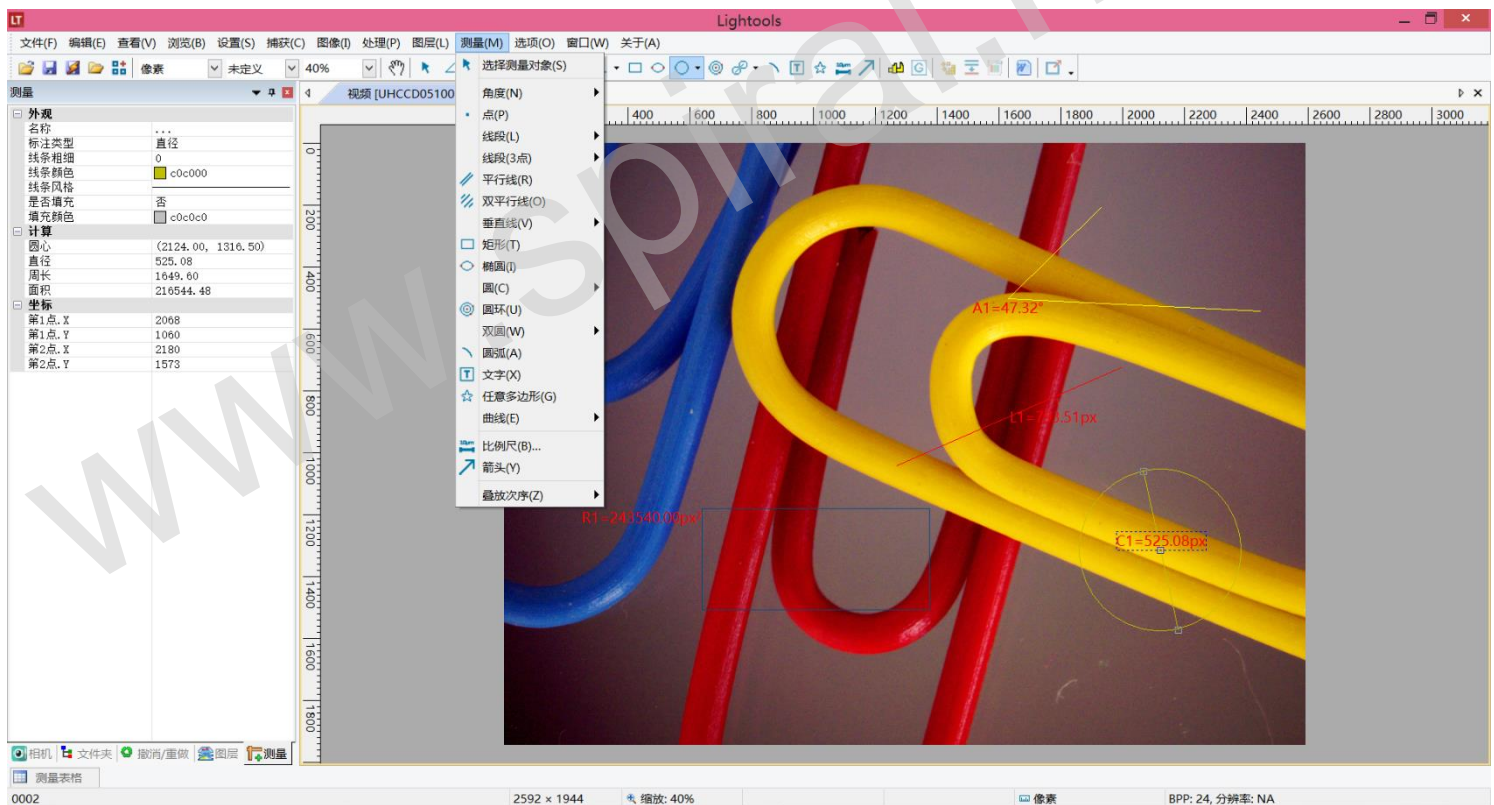 Lightools
文件(F) 编辑(E) 查看(V) 浏览(B) 设置(S) 捕获(C) 图像(I) 处理(P) 图层(L) 测量(M) 选项(O) 窗口(W) 关于(A)
像素 未定义 40%
测量
视频 [UHCCD05100
外观
名称 ...
标注类型 直径
线条粗细 0
线条颜色 c0c000
线条风格
是否填充 否
填充颜色 c0c0c0
计算
圆心 (2124.00, 1316.50)
直径 525.08
周长 1649.60
面积 216544.48
坐标
第1点.X 2068
第1点.Y 1060
第2点.X 2180
第2点.Y 1573
选择测量对象(S)
角度(N)
点(P)
线段(L)
线段(3点)
平行线(R)
双平行线(O)
垂直线(V)
矩形(T)
椭圆(I)
圆(C)
圆环(U)
双圆(W)
圆弧(A)
文字(X)
任意多边形(G)
曲线(E)
比例尺(B)...
箭头(Y)
叠放次序(Z)
400 600 800 1000 1200 1400 1600 1800 2000 2200 2400 2600 2800 3000
0
200
400
600
800
1000
1200
1400
1600
1800
A1=47.32°
R1=243540.00px²
C1=525.08px
www.spiral.
相机 文件夹 撤消/重做 图层 测量
测量表格
0002 2592 × 1944 缩放: 40% 像素 BPP: 24, 分辨率: NA